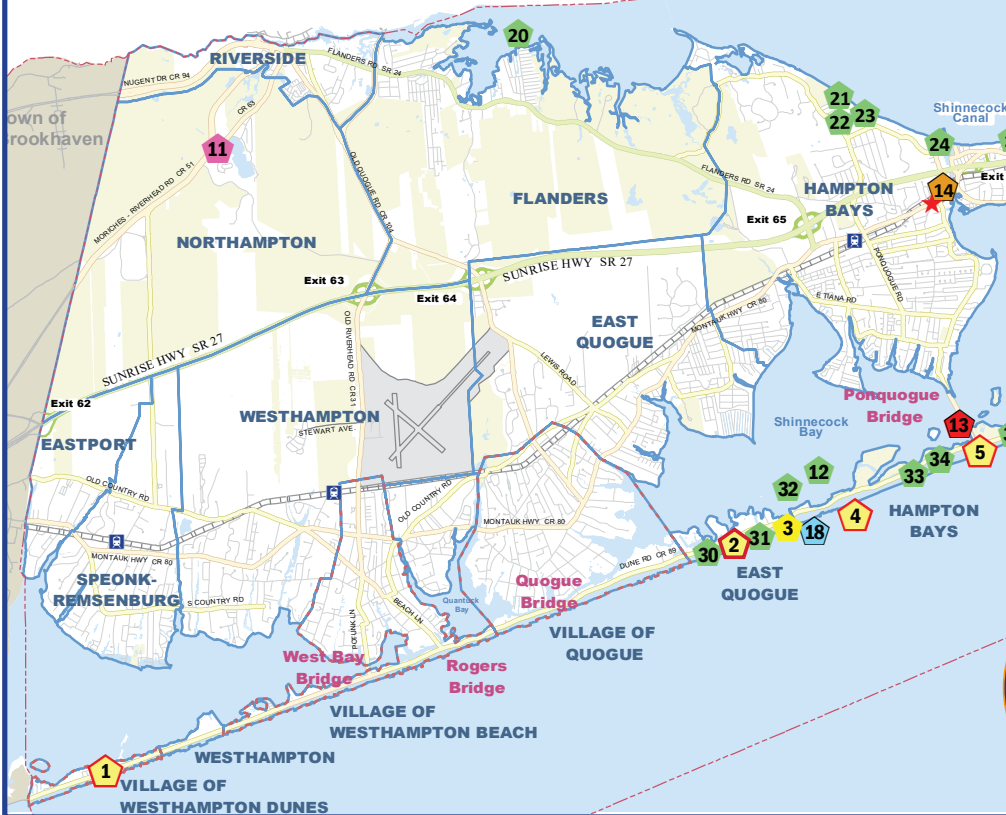 20
RIVERSIDE
FLANDERS RD SR 24
NUGENT DR CR 94
CR 63
own of
Brookhaven
21
22
23
Shinnecock
Canal
24
11
OLD QUOGUE RD, CR 104
FLANDERS RD SR 24
Exit
14
HAMPTON
BAYS
MORICHES - RIVERHEAD RD CR 51
FLANDERS
NORTHAMPTON
Exit 65
PONQUOGUE RD
Exit 63
Exit 64
SUNRISE HWY SR 27
E TIANA RD
MONTAUK HWY CR 80
OLD RIVERHEAD RD CR31
EAST
QUOGUE
LEWIS ROAD
SUNRISE HWY SR 27
Exit 62
WESTHAMPTON
STEWART AVE
EASTPORT
Ponquogue
Bridge
Shinnecock
Bay
13
5
12
34
33
32
OLD COUNTRY RD
OLD COUNTRY RD
MONTAUK HWY CR 80
4
HAMPTON
BAYS
3
18
31
2
30
MONTAUK HWY CR 80
DUNE RD CR 89
EAST
QUOGUE
SPEONK-
REMSENBURG
S COUNTRY RD
BEACH LN
Quantuck
Bay
Quogue
Bridge
VILLAGE OF
QUOGUE
West Bay
Bridge
Rogers
Bridge
VILLAGE OF
WESTHAMPTON BEACH
WESTHAMPTON
1
VILLAGE OF
WESTHAMPTON DUNES